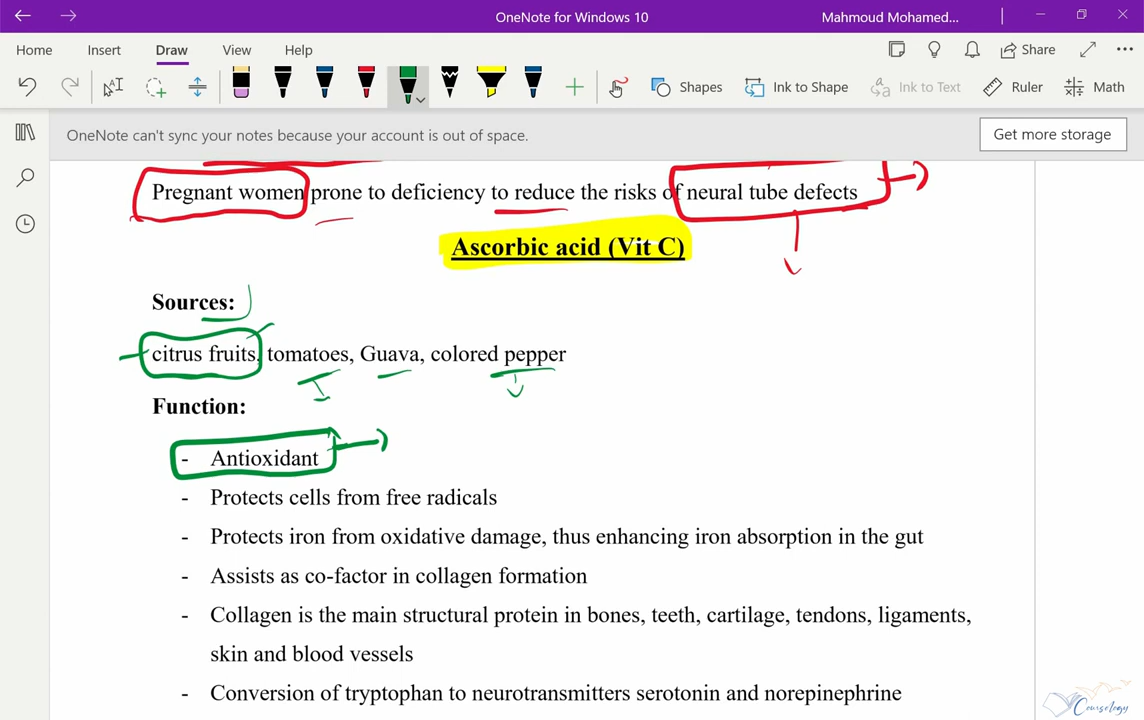 OneNote for Windows 10
Mahmoud Mohamed...
Home Insert Draw View Help Share
Shapes Ink to Shape Ink to Text Ruler Math
OneNote can't sync your notes because your account is out of space. Get more storage
Pregnant women prone to deficiency to reduce the risks of neural tube defects
Ascorbic acid (Vit C)
Sources:
citrus fruits, tomatoes, Guava, colored pepper
Function:
- Antioxidant
- Protects cells from free radicals
- Protects iron from oxidative damage, thus enhancing iron absorption in the gut
- Assists as co-factor in collagen formation
- Collagen is the main structural protein in bones, teeth, cartilage, tendons, ligaments,
skin and blood vessels
- Conversion of tryptophan to neurotransmitters serotonin and norepinephrine
Courselogy